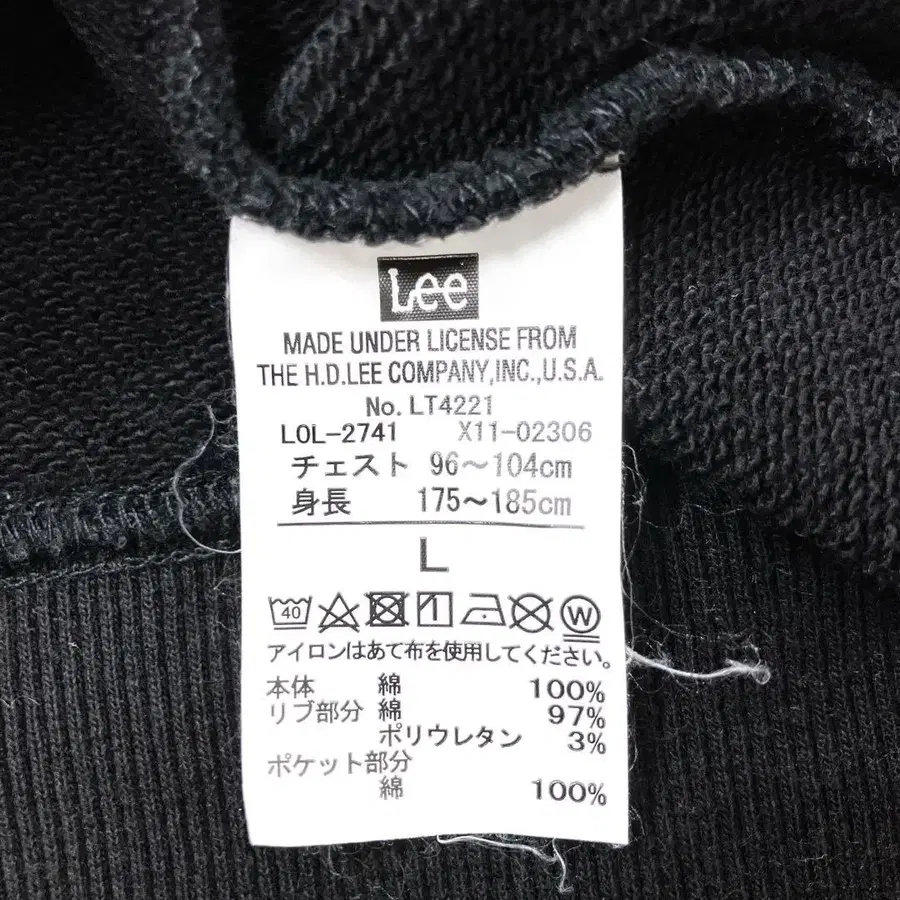 Lee
MADE UNDER LICENSE FROM
THE H.D.LEE COMPANY,INC.,U.S.A.
No. LT4221
LOL-2741 X11-02306
チェスト 96〜104cm
身長 175〜185cm
L
40 W
アイロンはあて布を使用してください。
本体 綿 100%
リブ部分 綿 97%
ポリウレタン 3%
ポケット部分
綿 100%